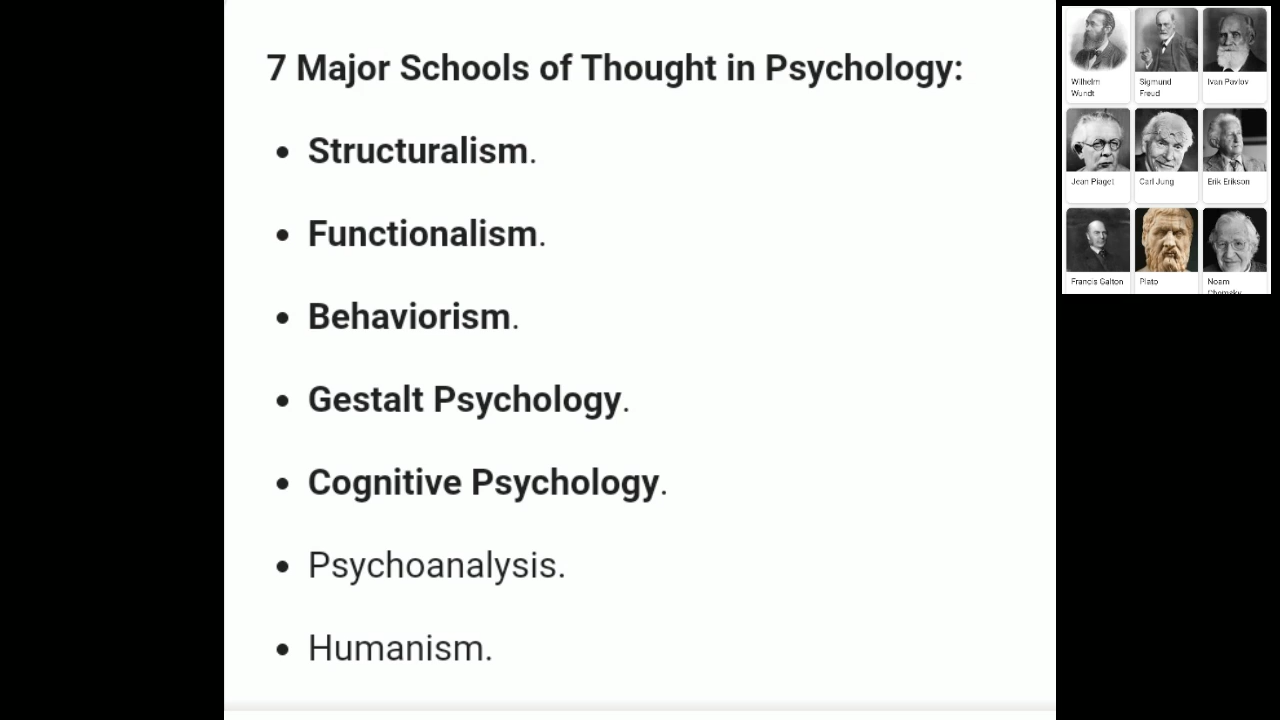 7 Major Schools of Thought in Psychology:
Structuralism.
Functionalism.
Behaviorism.
Gestalt Psychology.
Cognitive Psychology.
Psychoanalysis.
Humanism.
Wilhelm
Wundt
Sigmund
Freud
Ivan Pavlov
Jean Piaget
Carl Jung
Erik Erikson
Francis Galton
Plato
Noam
Chomsky